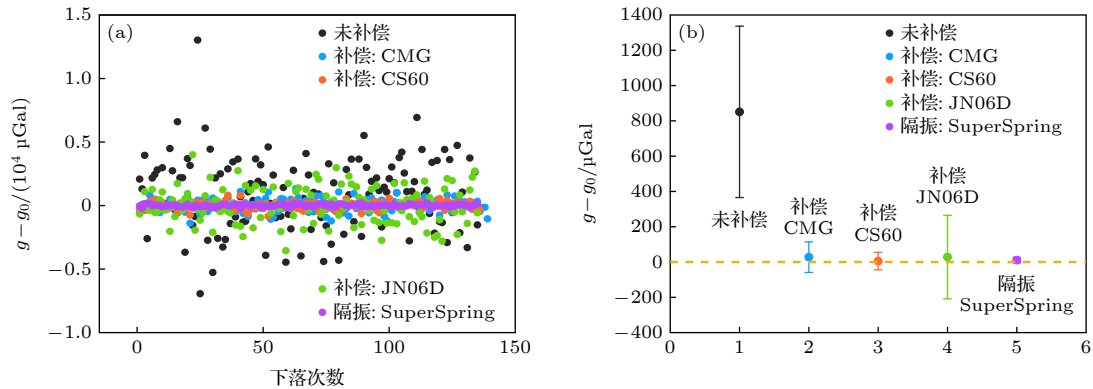 (a)
未补偿
补偿: CMG
补偿: CS60
补偿: JN06D
隔振: SuperSpring
1.5
1.0
0.5
0
−0.5
−1.0
g − g₀/(10⁴ μGal)
0
50
100
150
下落次数
(b)
未补偿
补偿: CMG
补偿: CS60
补偿: JN06D
隔振: SuperSpring
1400
1200
1000
800
600
400
200
0
−200
−400
g − g₀/μGal
未补偿
补偿
CMG
补偿
CS60
补偿
JN06D
隔振
SuperSpring
0
1
2
3
4
5
6